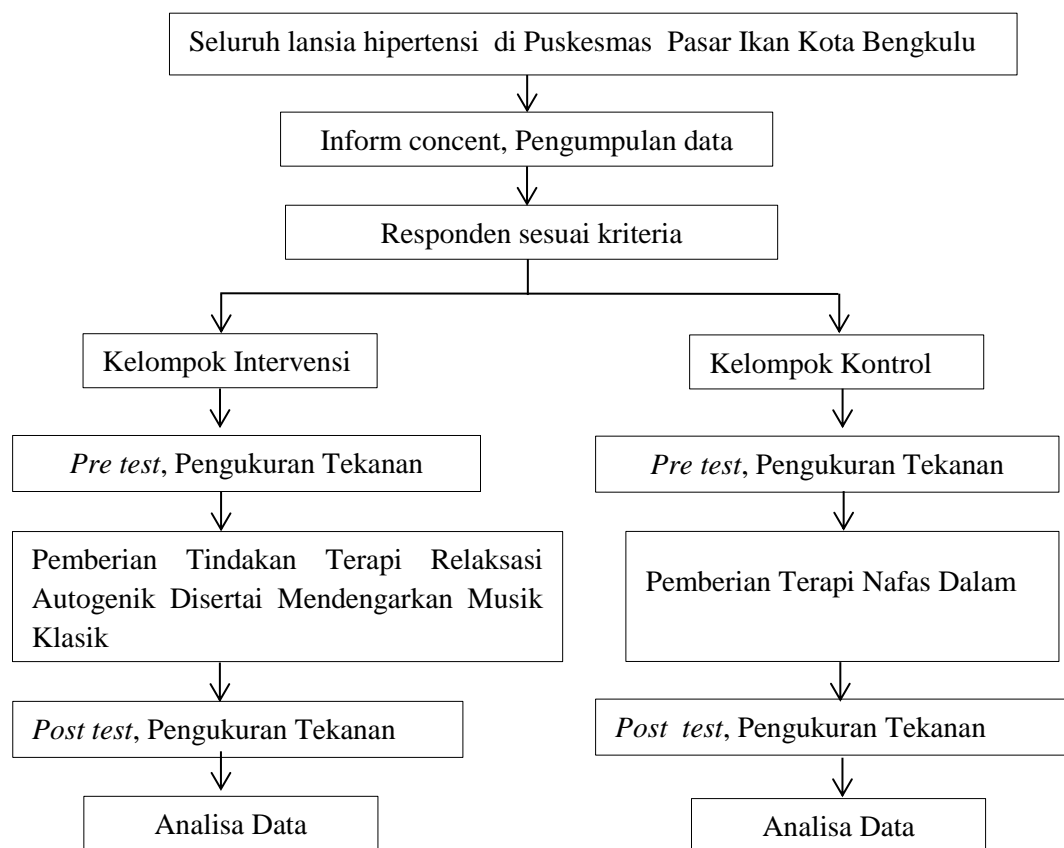 Seluruh lansia hipertensi di Puskesmas Pasar Ikan Kota Bengkulu
Inform concent, Pengumpulan data
Responden sesuai kriteria
Kelompok Intervensi
Kelompok Kontrol
Pre test, Pengukuran Tekanan
Pre test, Pengukuran Tekanan
Pemberian Tindakan Terapi Relaksasi
Autogenik Disertai Mendengarkan Musik
Klasik
Pemberian Terapi Nafas Dalam
Post test, Pengukuran Tekanan
Post test, Pengukuran Tekanan
Analisa Data
Analisa Data